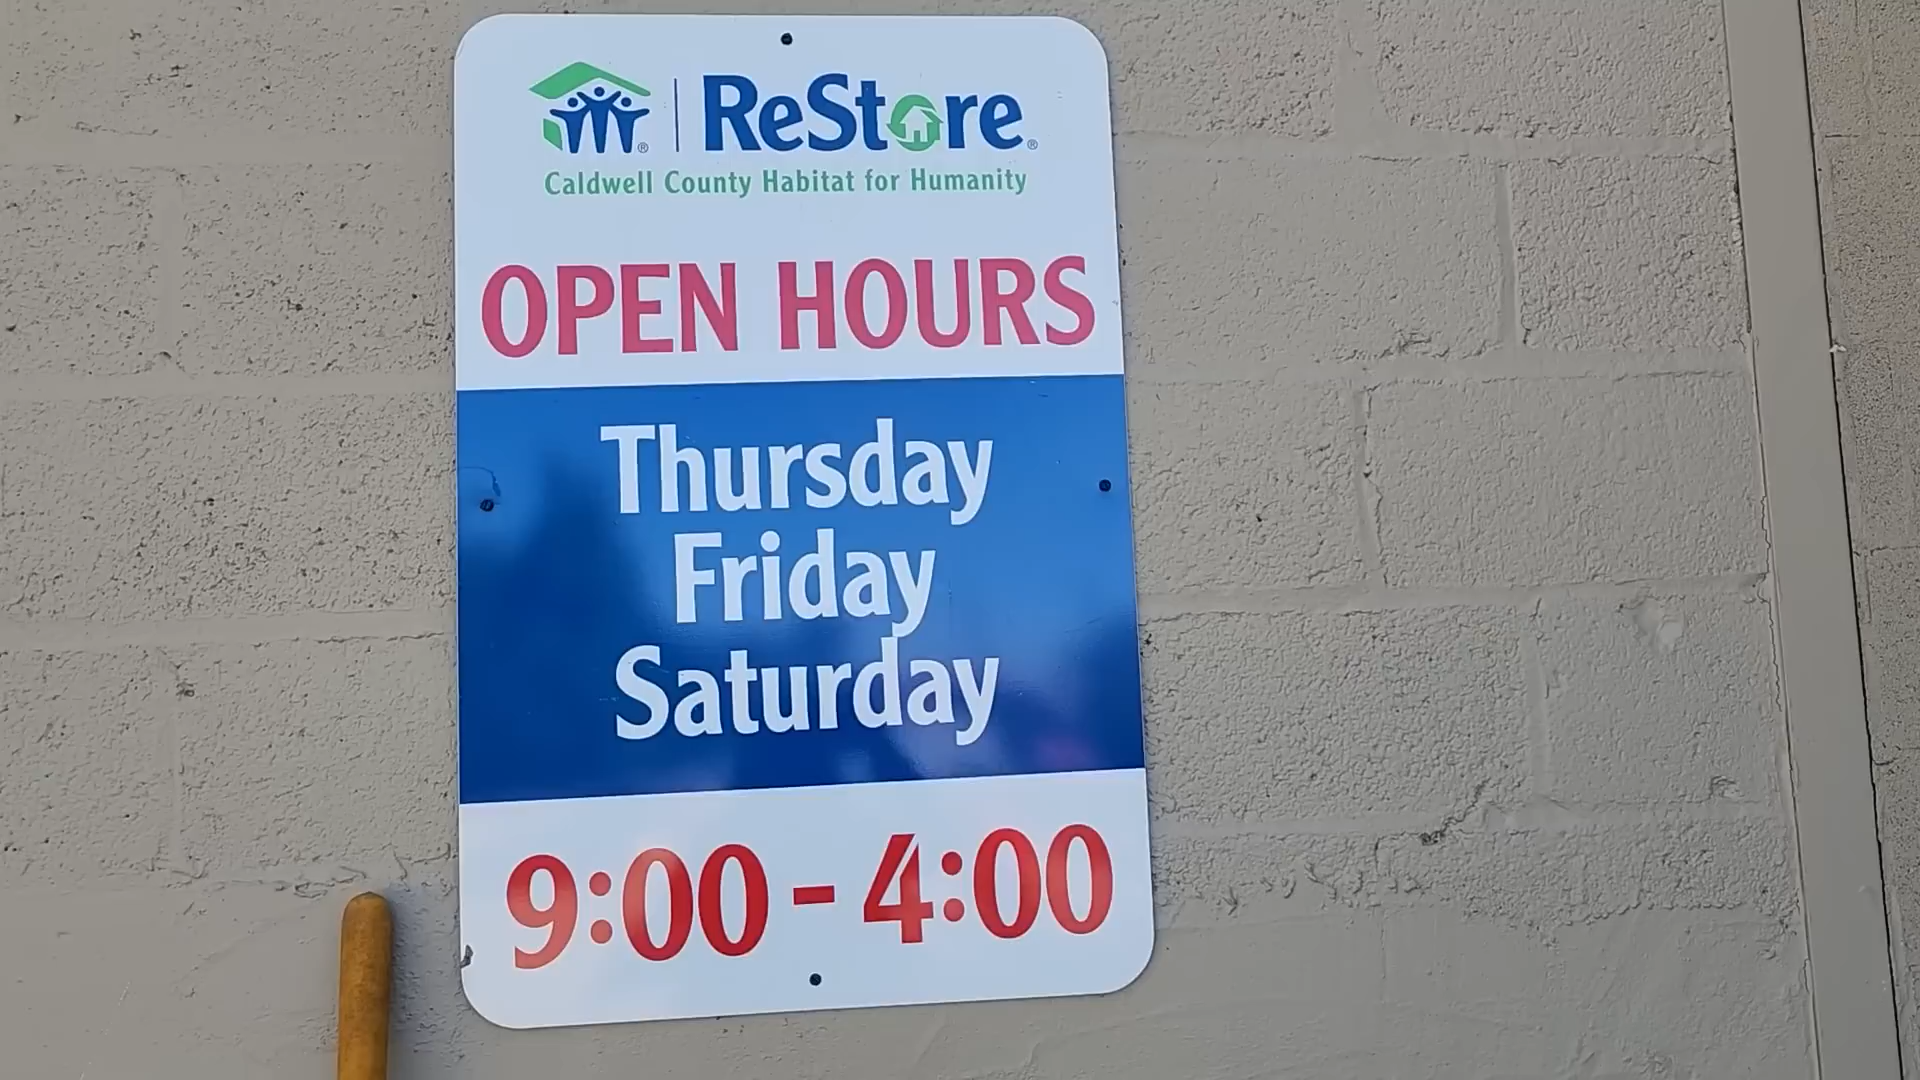 ReStore®
Caldwell County Habitat for Humanity
OPEN HOURS
Thursday
Friday
Saturday
9:00 - 4:00